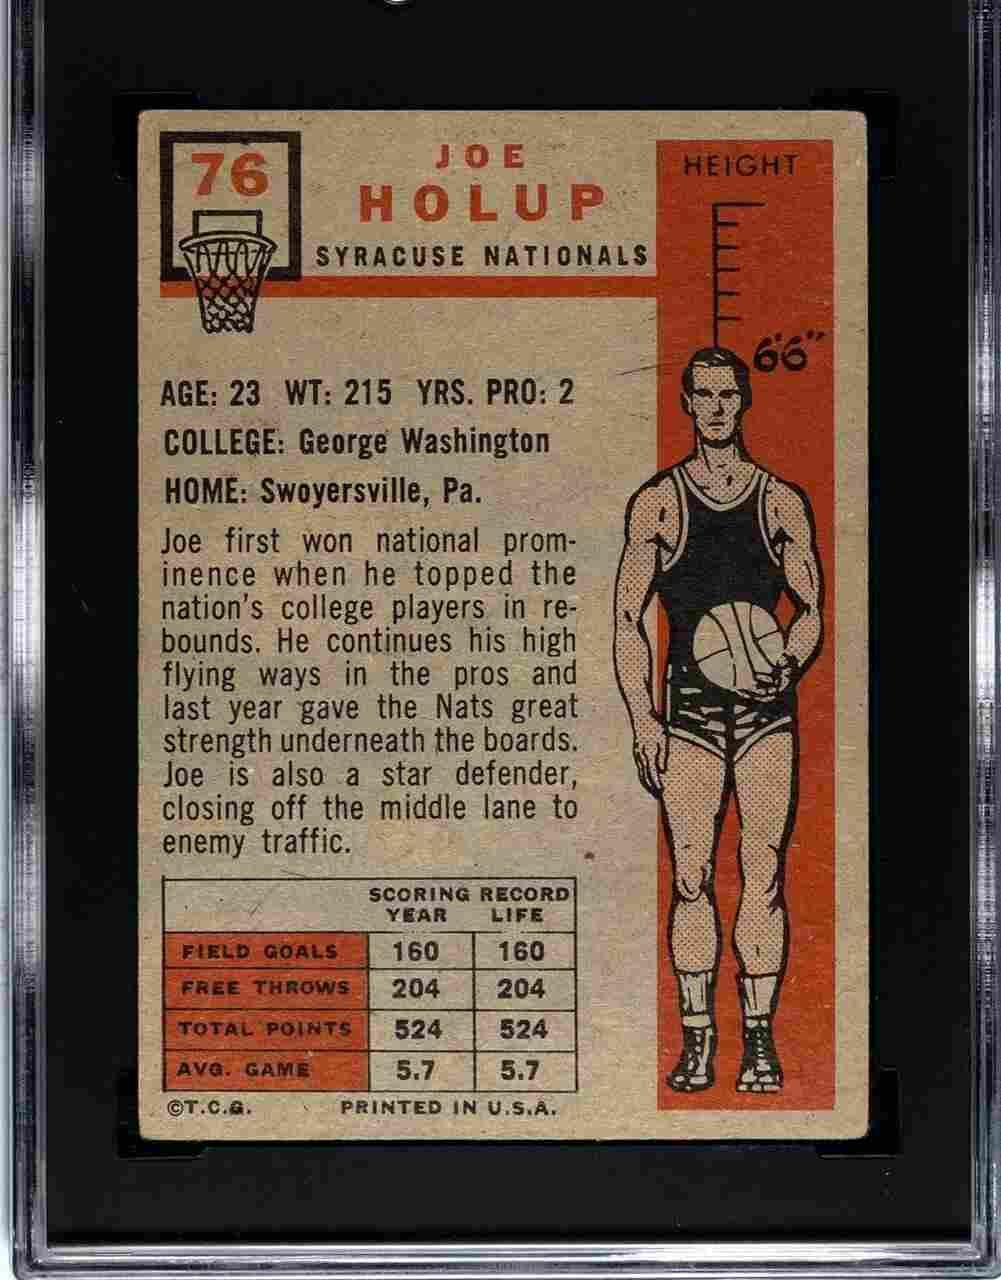 76
JOE
HOLUP
SYRACUSE NATIONALS
HEIGHT
6'6"
AGE: 23 WT: 215 YRS. PRO: 2
COLLEGE: George Washington
HOME: Swoyersville, Pa.
Joe first won national prom-
inence when he topped the
nation's college players in re-
bounds. He continues his high
flying ways in the pros and
last year gave the Nats great
strength underneath the boards.
Joe is also a star defender,
closing off the middle lane to
enemy traffic.
SCORING RECORD
YEAR LIFE
FIELD GOALS 160 160
FREE THROWS 204 204
TOTAL POINTS 524 524
AVG. GAME 5.7 5.7
©T.C.G. PRINTED IN U.S.A.